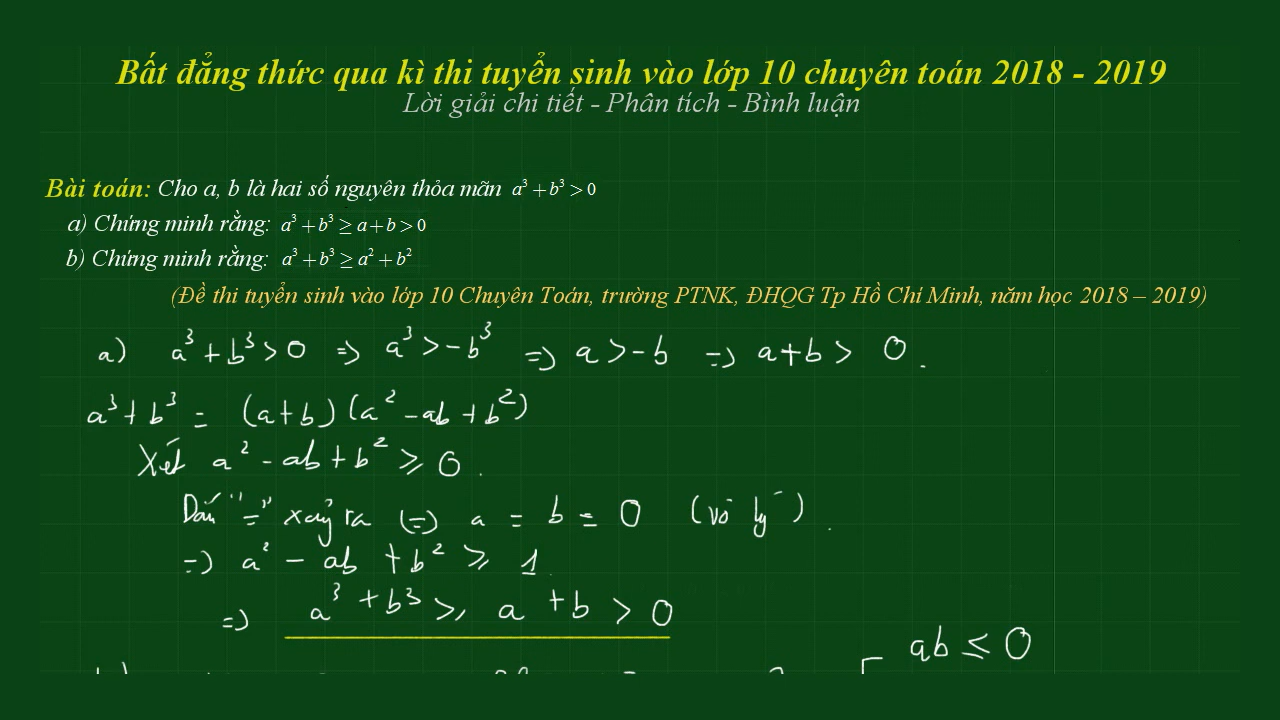 Bất đẳng thức qua kì thi tuyển sinh vào lớp 10 chuyên toán 2018 - 2019
Lời giải chi tiết - Phân tích - Bình luận
Bài toán: Cho a, b là hai số nguyên thỏa mãn a³ + b³ > 0
a) Chứng minh rằng: a³ + b³ ≥ a + b > 0
b) Chứng minh rằng: a³ + b³ ≥ a² + b²
(Đề thi tuyển sinh vào lớp 10 Chuyên Toán, trường PTNK, ĐHQG Tp Hồ Chí Minh, năm học 2018 – 2019)
a) a³ + b³ > 0 => a³ > -b³ => a > -b => a+b > 0.
a³ + b³ = (a+b)(a² - ab + b²)
Xét a² - ab + b² ≥ 0.
Dấu "=" xảy ra (=) a = b = 0 (vô lý).
=) a² - ab + b² ≥ 1.
=) a³ + b³ ≥ a + b > 0
ab ≤ 0